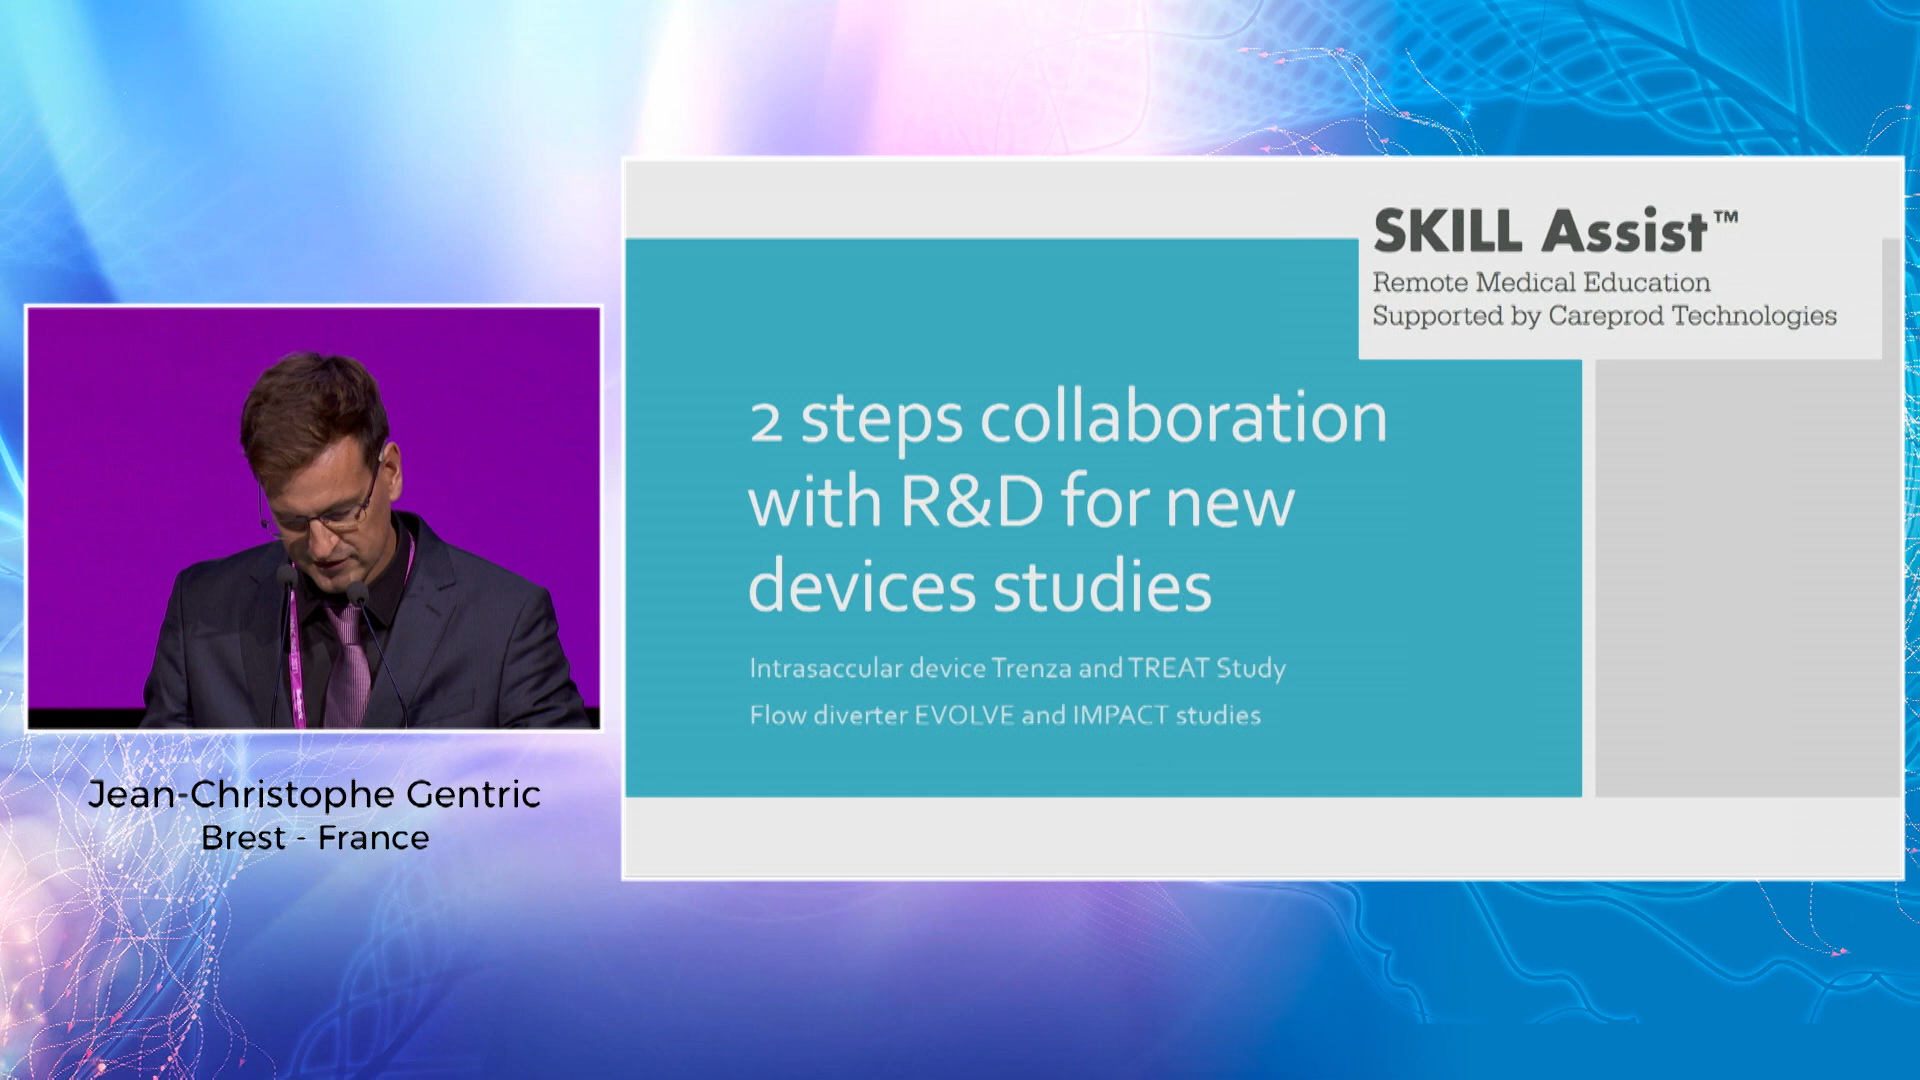 SKILL Assist™
Remote Medical Education
Supported by Careprod Technologies
2 steps collaboration
with R&D for new
devices studies
Intrasaccular device Trenza and TREAT Study
Flow diverter EVOLVE and IMPACT studies
Jean-Christophe Gentric
Brest - France